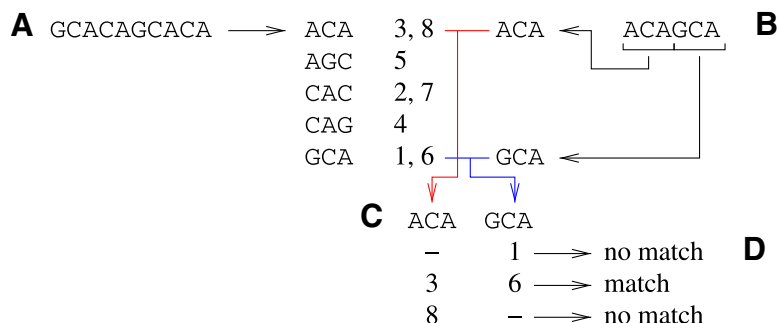 A GCACAGCACA ACA 3, 8 ACA ACAGCA B
AGC 5
CAC 2, 7
CAG 4
GCA 1, 6 GCA
C ACA GCA
– 1 no match D
3 6 match
8 – no match